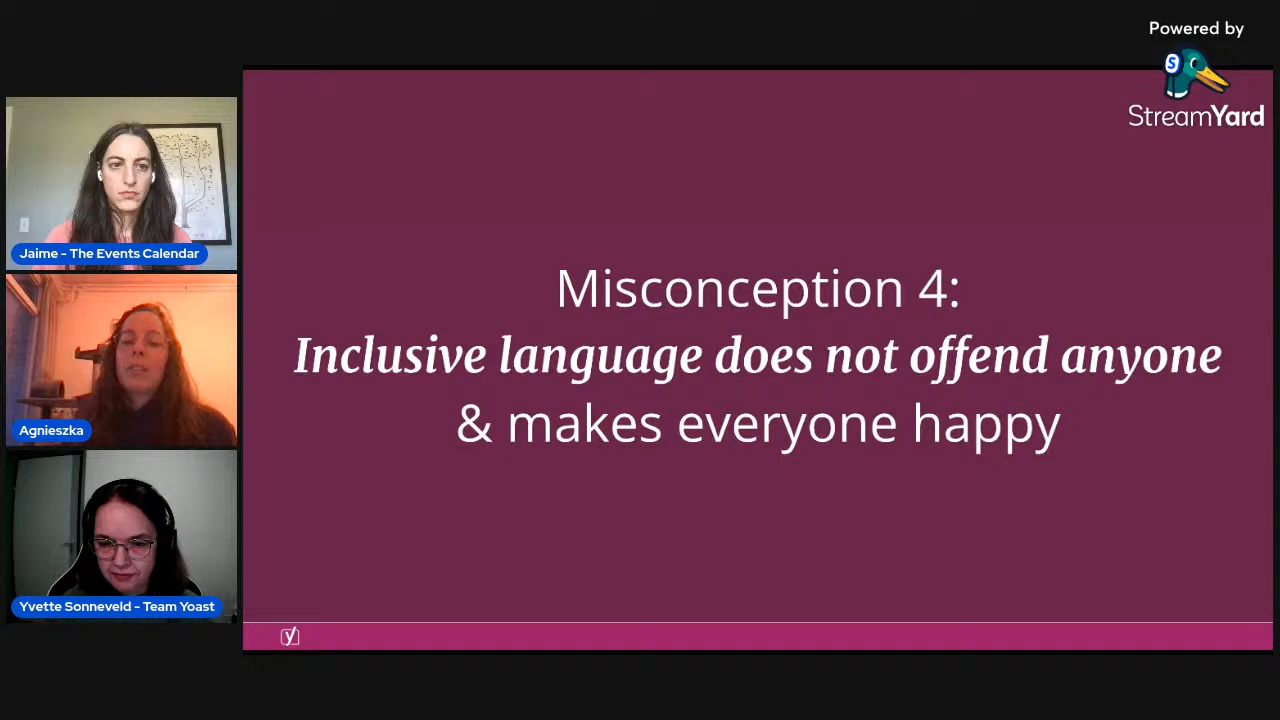 Powered by
StreamYard
Jaime - The Events Calendar
Agnieszka
Yvette Sonneveld - Team Yoast
Misconception 4:
Inclusive language does not offend anyone
& makes everyone happy
y